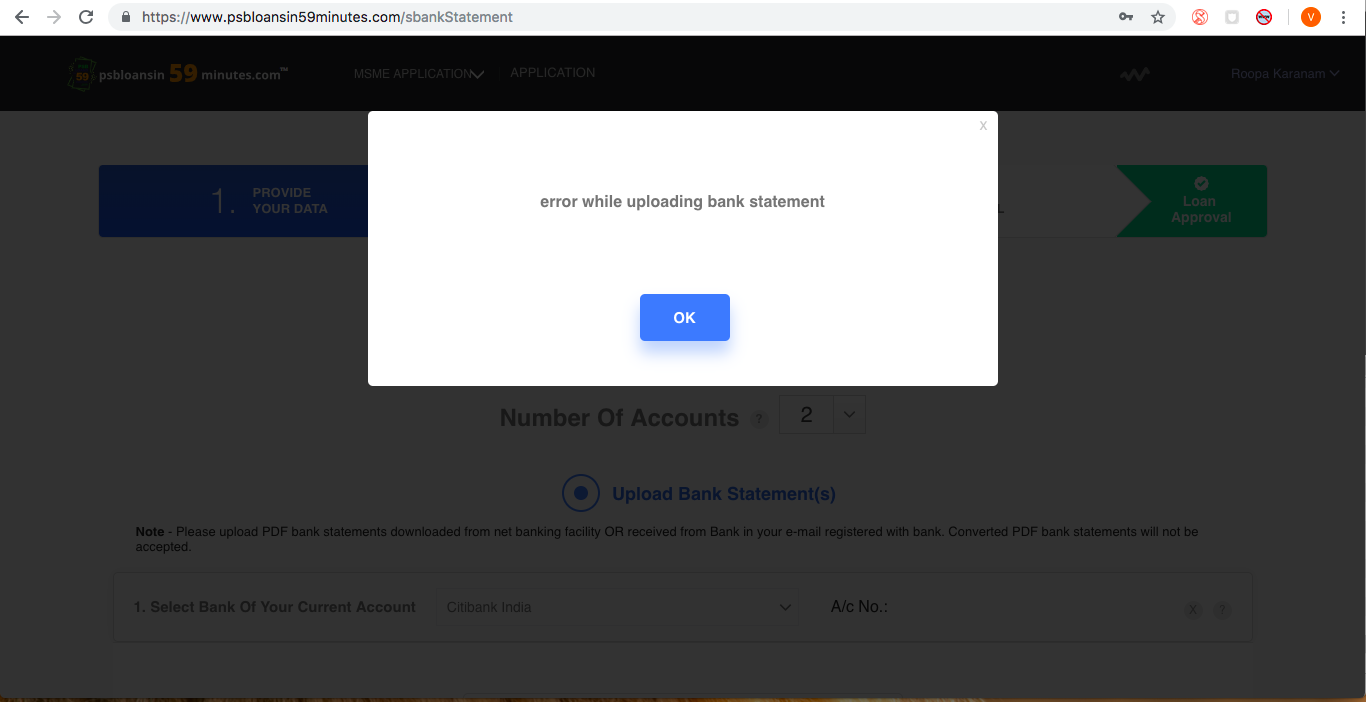 https://www.psbloansin59minutes.com/sbankStatement
V
59 psbloansin 59 minutes.com™
MSME APPLICATION
APPLICATION
Roopa Karanam
X
error while uploading bank statement
OK
1. PROVIDE
YOUR DATA
Loan
Approval
Number Of Accounts ? 2
Upload Bank Statement(s)
Note - Please upload PDF bank statements downloaded from net banking facility OR received from Bank in your e-mail registered with bank. Converted PDF bank statements will not be
accepted.
1. Select Bank Of Your Current Account Citibank India A/c No.: X ?